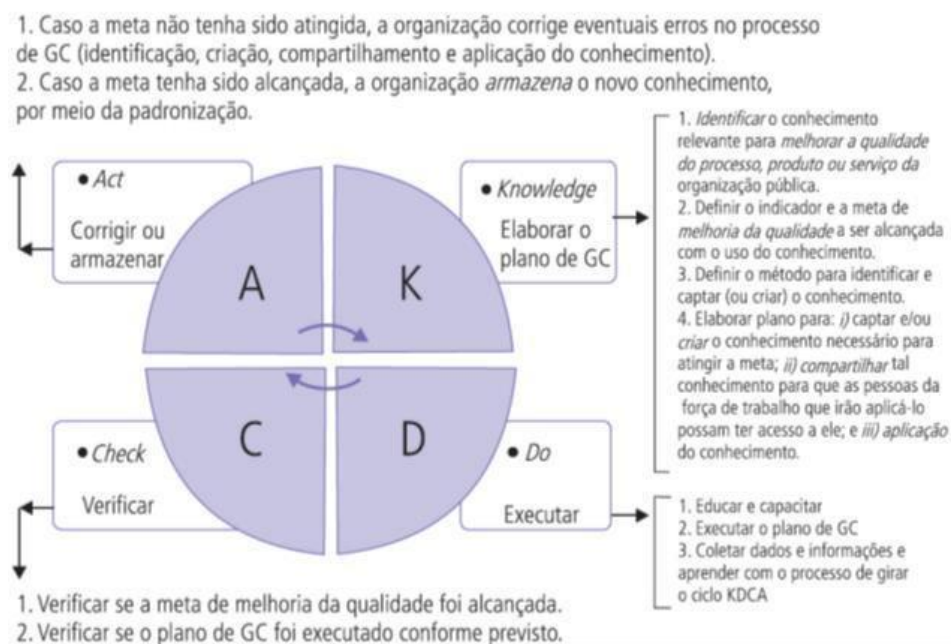 1. Caso a meta não tenha sido atingida, a organização corrige eventuais erros no processo
de GC (identificação, criação, compartilhamento e aplicação do conhecimento).
2. Caso a meta tenha sido alcançada, a organização armazena o novo conhecimento,
por meio da padronização.
• Act
Corrigir ou
armazenar
A
K
• Knowledge
Elaborar o
plano de GC
1. Identificar o conhecimento
relevante para melhorar a qualidade
do processo, produto ou serviço da
organização pública.
2. Definir o indicador e a meta de
melhoria da qualidade a ser alcançada
com o uso do conhecimento.
3. Definir o método para identificar e
captar (ou criar) o conhecimento.
4. Elaborar plano para: i) captar e/ou
criar o conhecimento necessário para
atingir a meta; ii) compartilhar tal
conhecimento para que as pessoas da
força de trabalho que irão aplicá-lo
possam ter acesso a ele; e iii) aplicação
do conhecimento.
• Check
Verificar
C
D
• Do
Executar
1. Educar e capacitar
2. Executar o plano de GC
3. Coletar dados e informações e
aprender com o processo de girar
o ciclo KDCA
1. Verificar se a meta de melhoria da qualidade foi alcançada.
2. Verificar se o plano de GC foi executado conforme previsto.